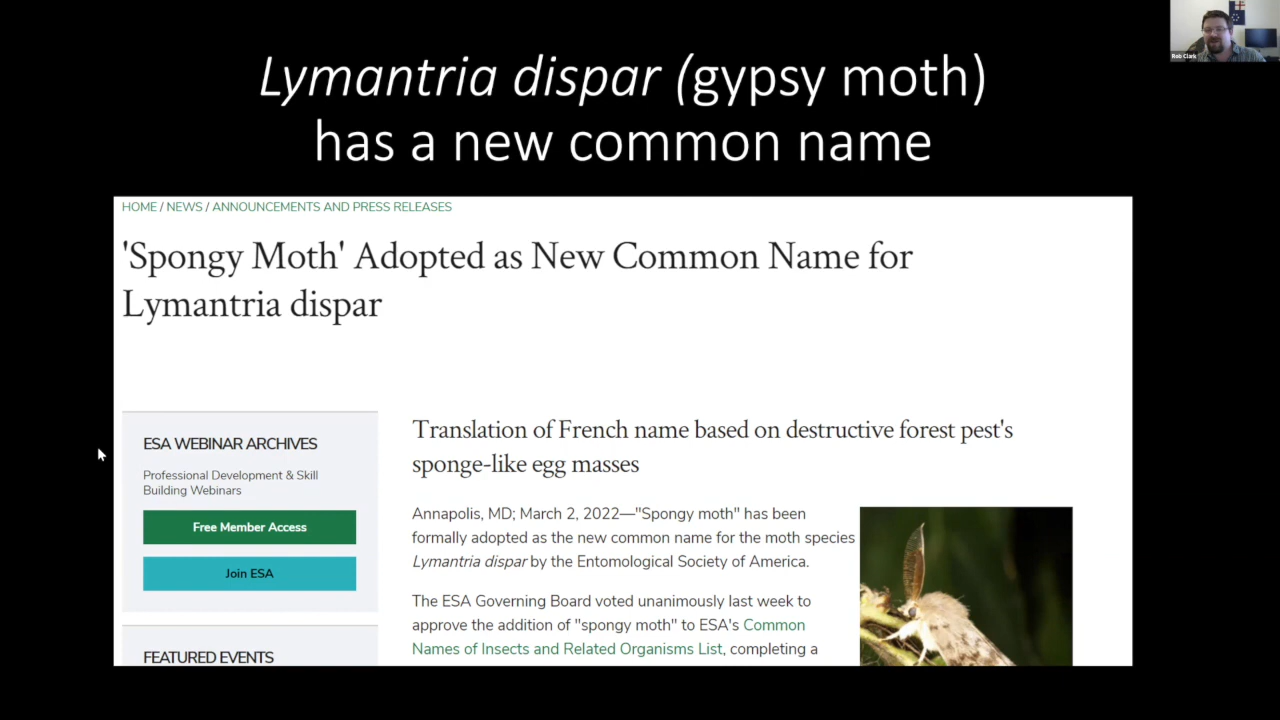 Lymantria dispar (gypsy moth)
has a new common name
Rob Clark
HOME / NEWS / ANNOUNCEMENTS AND PRESS RELEASES
'Spongy Moth' Adopted as New Common Name for
Lymantria dispar
ESA WEBINAR ARCHIVES
Professional Development & Skill
Building Webinars
Free Member Access
Join ESA
FEATURED EVENTS
Translation of French name based on destructive forest pest's
sponge-like egg masses
Annapolis, MD; March 2, 2022—"Spongy moth" has been
formally adopted as the new common name for the moth species
Lymantria dispar by the Entomological Society of America.
The ESA Governing Board voted unanimously last week to
approve the addition of "spongy moth" to ESA's Common
Names of Insects and Related Organisms List, completing a